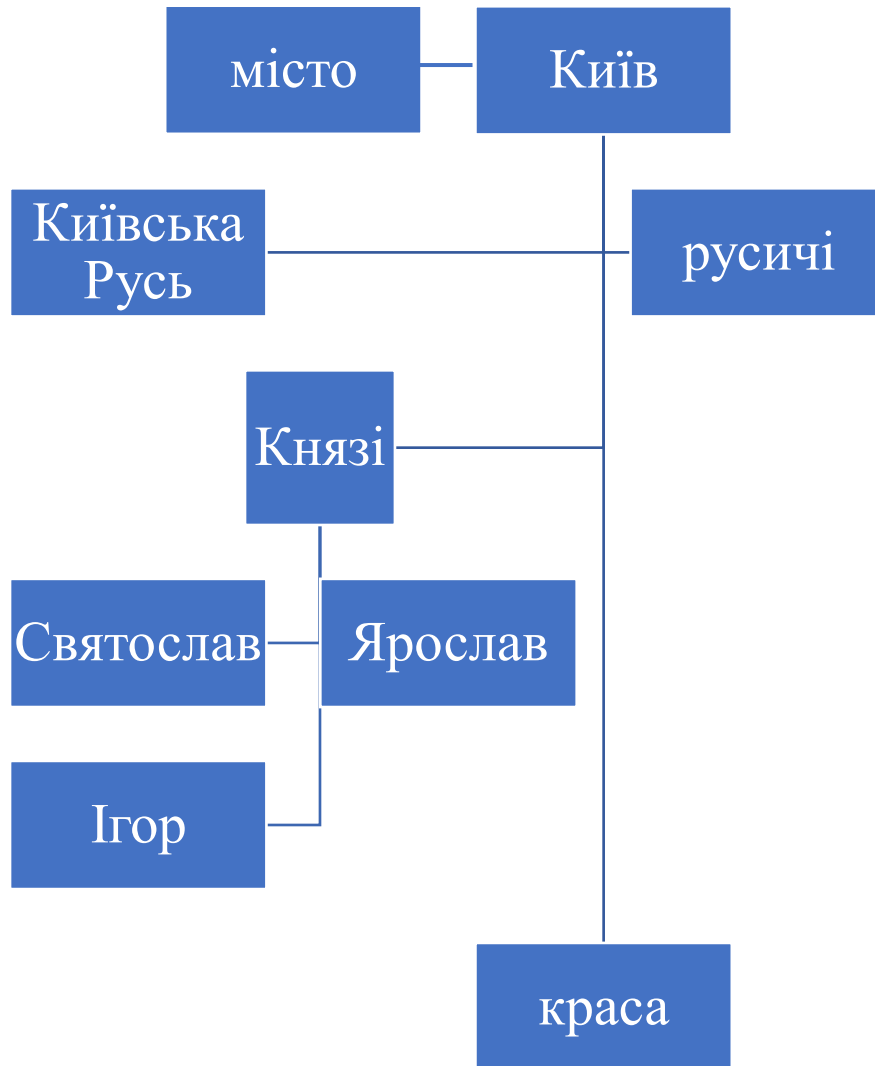 місто
Київ
Київська
Русь
русичі
Князі
Святослав
Ярослав
Ігор
краса